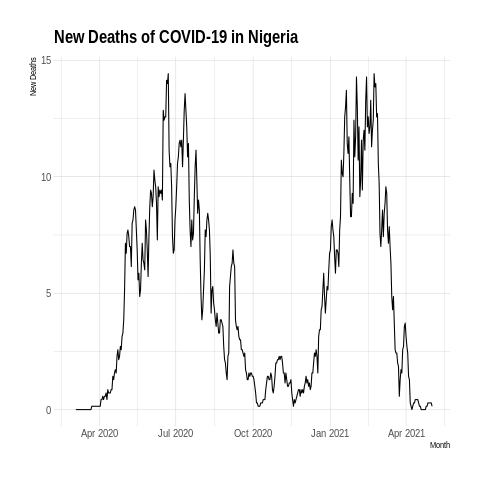 New Deaths of COVID-19 in Nigeria
New Deaths
15
10
5
0
Apr 2020 Jul 2020 Oct 2020 Jan 2021 Apr 2021
Month